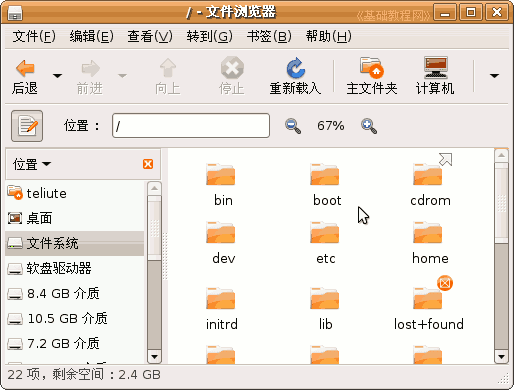 / - 文件浏览器
《基础教程网》
文件(F) 编辑(E) 查看(V) 转到(G) 书签(B) 帮助(H)
后退 前进 向上 停止 重新载入 主文件夹 计算机
位置： / 67%
位置
teliute
桌面
文件系统
软盘驱动器
8.4 GB 介质
10.5 GB 介质
7.2 GB 介质
bin boot cdrom
dev etc home
initrd lib lost+found
22 项，剩余空间：2.4 GB